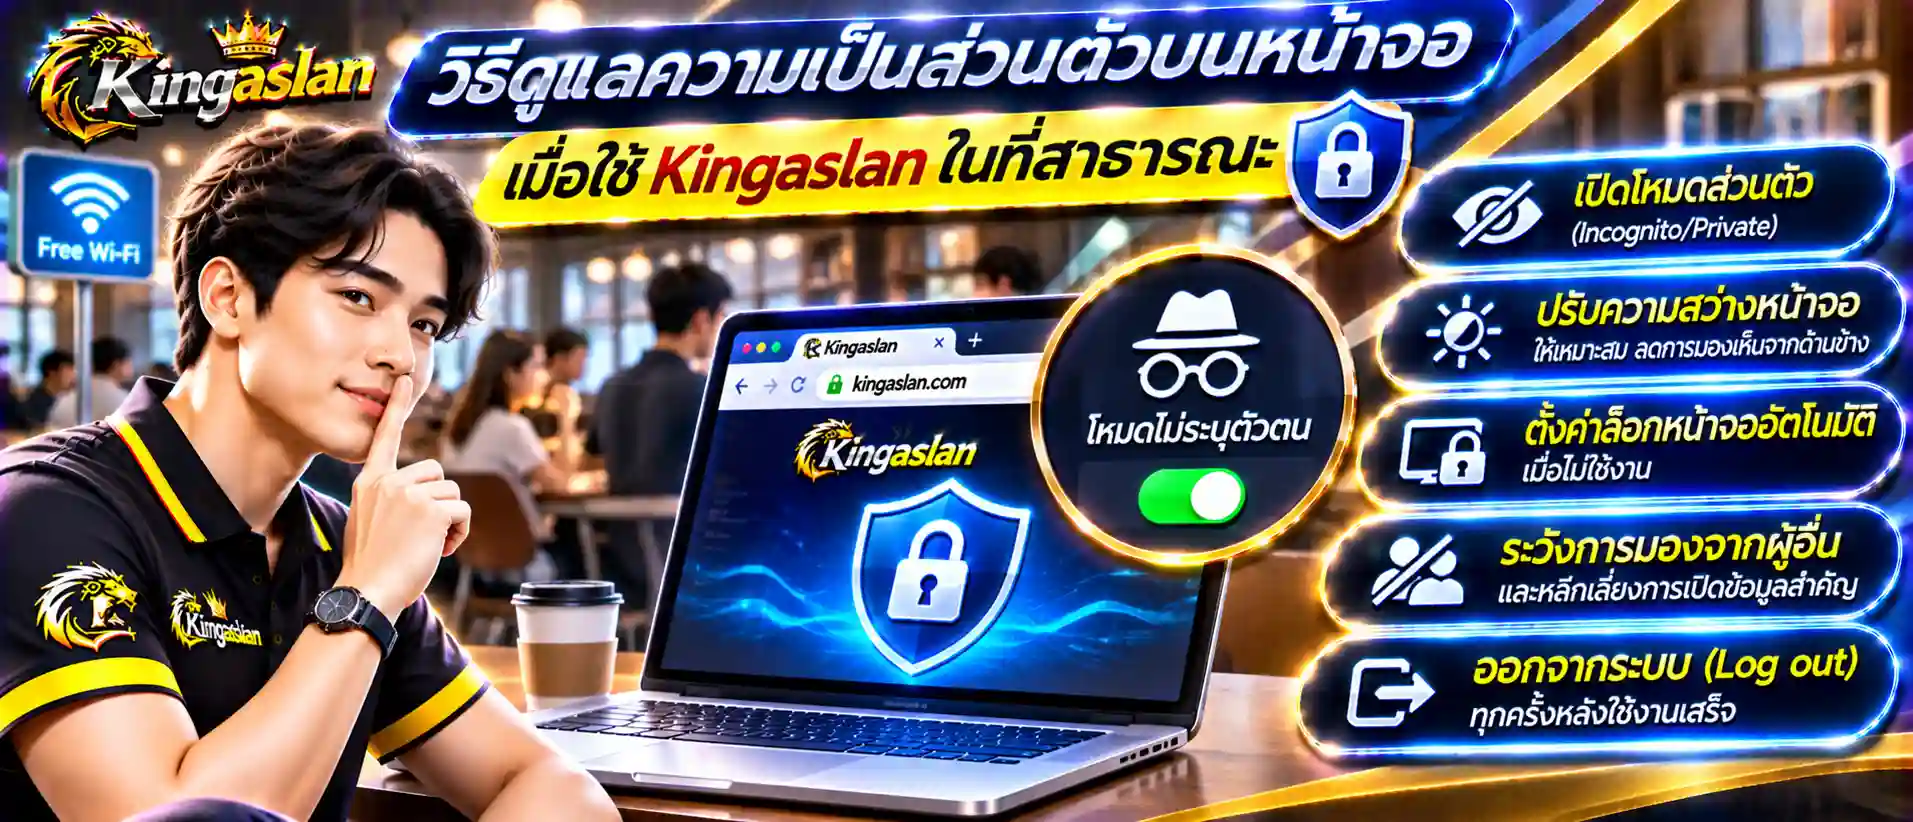 Kingaslan
วิธีดูแลความเป็นส่วนตัวบนหน้าจอ
เมื่อใช้ Kingaslan ในที่สาธารณะ
Free Wi-Fi
เปิดโหมดส่วนตัว
(Incognito/Private)
ปรับความสว่างหน้าจอ
ให้เหมาะสม ลดการมองเห็นจากด้านข้าง
ตั้งค่าล็อกหน้าจออัตโนมัติ
เมื่อไม่ใช้งาน
ระวังการมองจากผู้อื่น
และหลีกเลี่ยงการเปิดข้อมูลสำคัญ
ออกจากระบบ (Log out)
ทุกครั้งหลังใช้งานเสร็จ
Kingaslan
kingaslan.com
Kingaslan
โหมดไม่ระบุตัวตน
Kingaslan